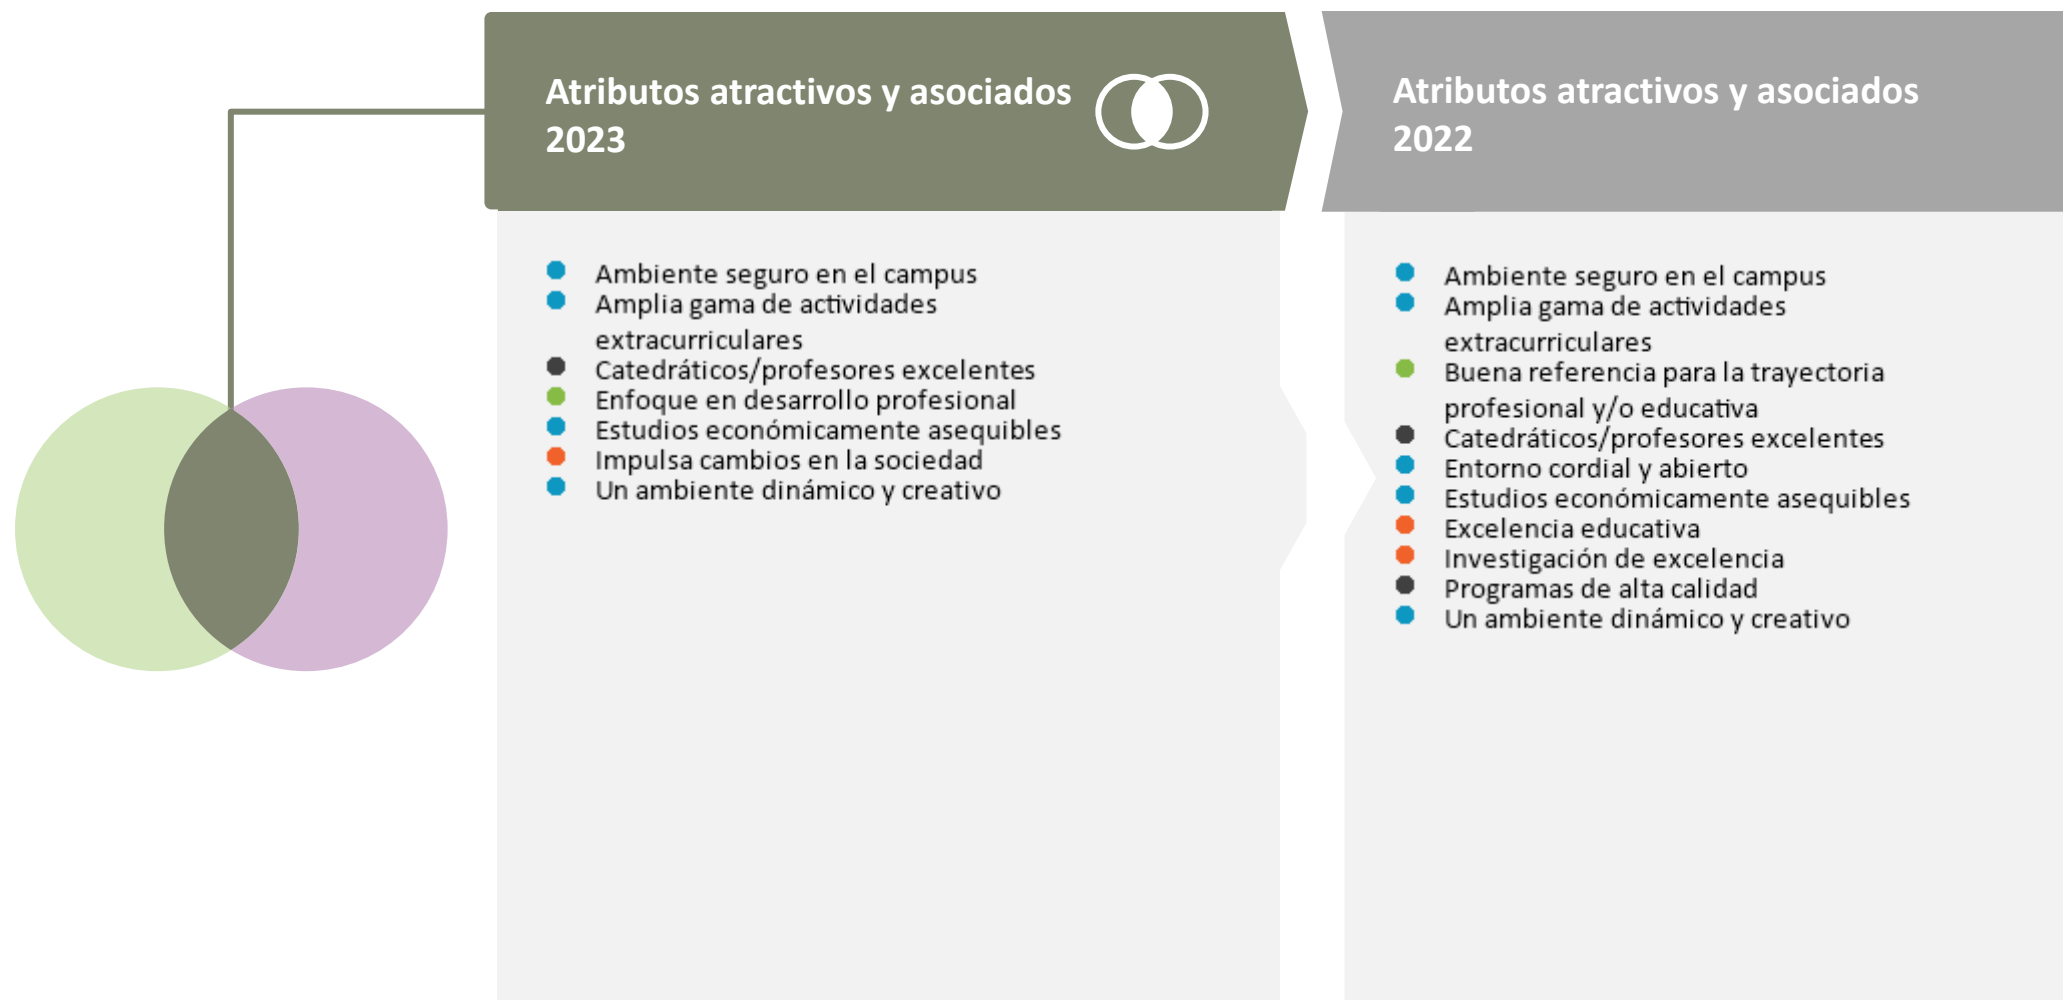 Atributos atractivos y asociados
2023
Ambiente seguro en el campus
Amplia gama de actividades
extracurriculares
Catedráticos/profesores excelentes
Enfoque en desarrollo profesional
Estudios económicamente asequibles
Impulsa cambios en la sociedad
Un ambiente dinámico y creativo
Atributos atractivos y asociados
2022
Ambiente seguro en el campus
Amplia gama de actividades
extracurriculares
Buena referencia para la trayectoria
profesional y/o educativa
Catedráticos/profesores excelentes
Entorno cordial y abierto
Estudios económicamente asequibles
Excelencia educativa
Investigación de excelencia
Programas de alta calidad
Un ambiente dinámico y creativo